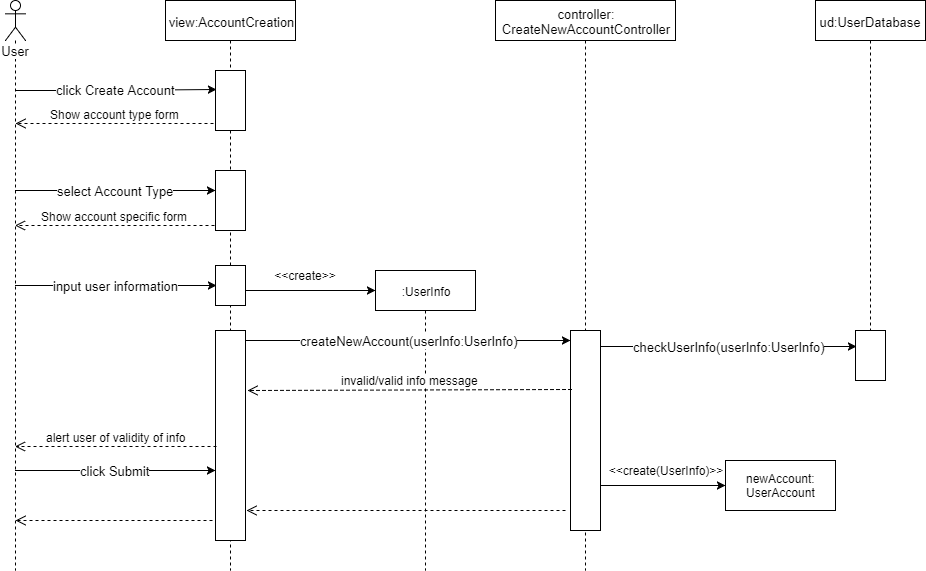 User
view:AccountCreation
controller:
CreateNewAccountController
ud:UserDatabase
click Create Account
Show account type form
select Account Type
Show account specific form
input user information
<<create>>
:UserInfo
createNewAccount(userInfo:UserInfo)
checkUserInfo(userInfo:UserInfo)
invalid/valid info message
alert user of validity of info
click Submit
<<create(UserInfo)>>
newAccount:
UserAccount